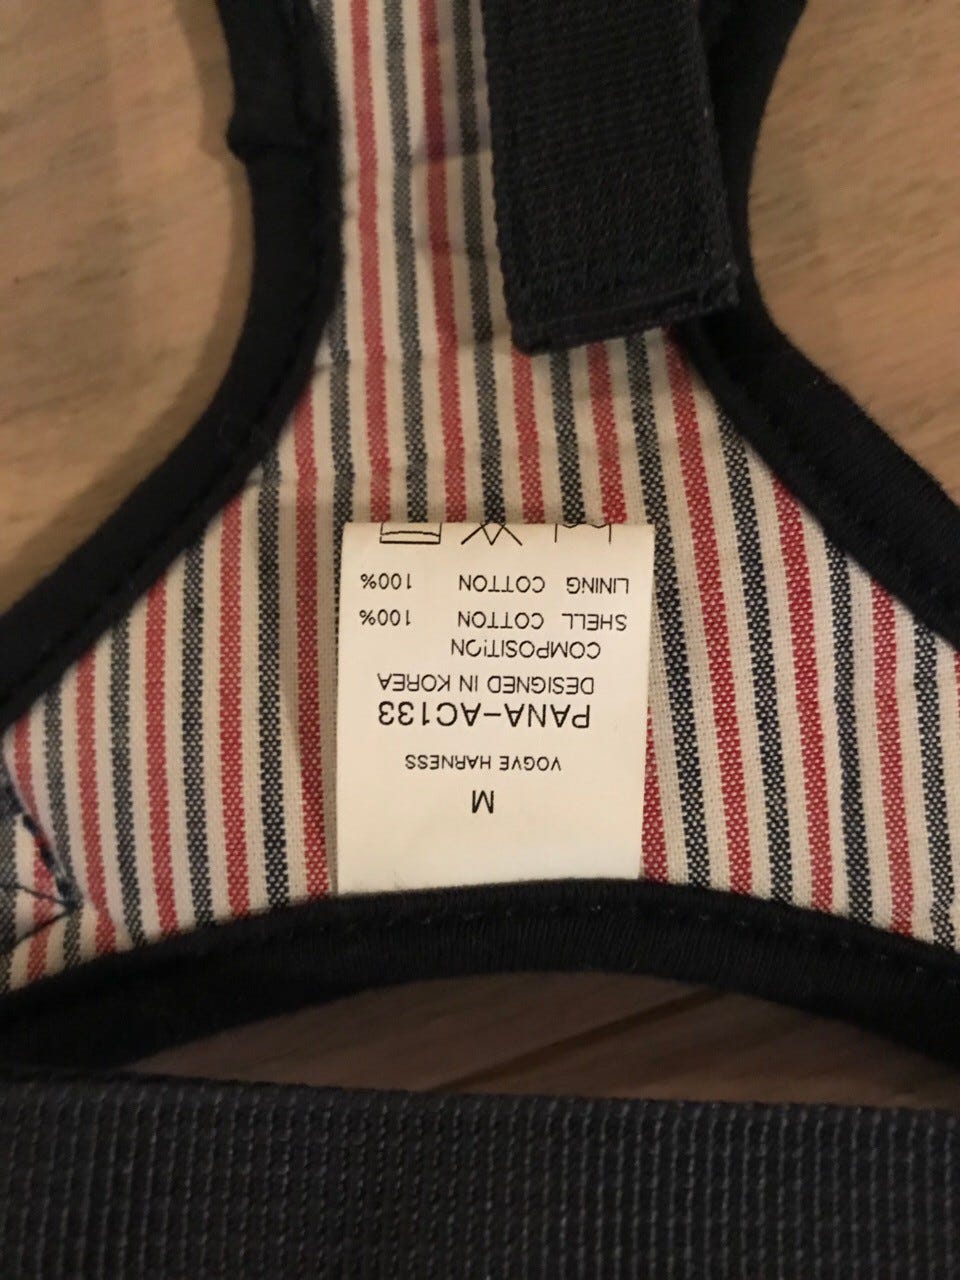 M
VOGVE HARNESS
PANA-AC133
DESIGNED IN KOREA
COMPOSITION
SHELL COTTON 100%
LINING COTTON 100%